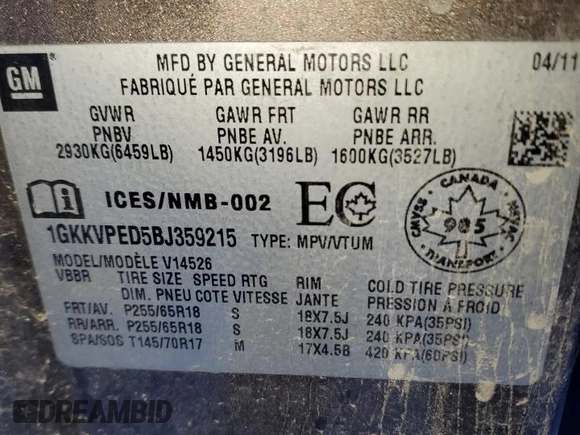 GM
MFD BY GENERAL MOTORS LLC 04/11
FABRIQUÉ PAR GENERAL MOTORS LLC
GVWR GAWR FRT GAWR RR
PNBV PNBE AV. PNBE ARR.
2930KG(6459LB) 1450KG(3196LB) 1600KG(3527LB)
ICES/NMB-002 EC
CANADA
CMVSS 905 NSVAC
TRANSPORT
1GKKVPED5BJ359215 TYPE: MPV/VTUM
MODEL/MODÈLE V14526
VBBR TIRE SIZE SPEED RTG RIM COLD TIRE PRESSURE
DIM. PNEU COTE VITESSE JANTE PRESSION À FROID
FRT/AV. P255/65R18 S 18X7.5J 240 KPA(35PSI)
RR/ARR. P255/65R18 S 18X7.5J 240 KPA(35PSI)
SPA/SOS T145/70R17 M 17X4.5B 420 KPA(60PSI)
DREAMBID